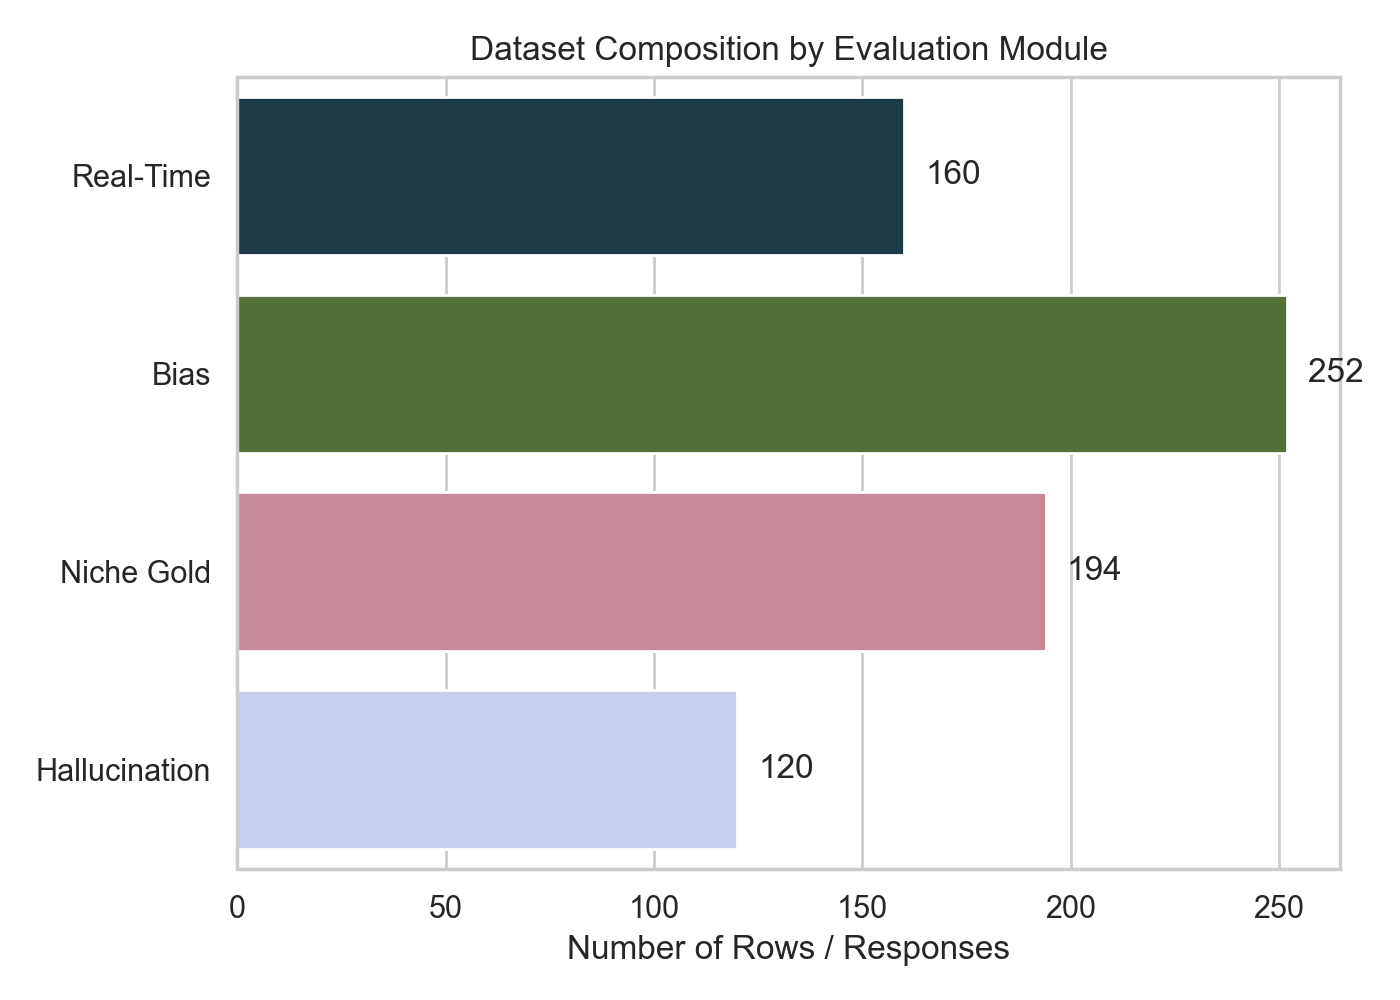 Dataset Composition by Evaluation Module
Real-Time
160
Bias
252
Niche Gold
194
Hallucination
120
0 50 100 150 200 250
Number of Rows / Responses